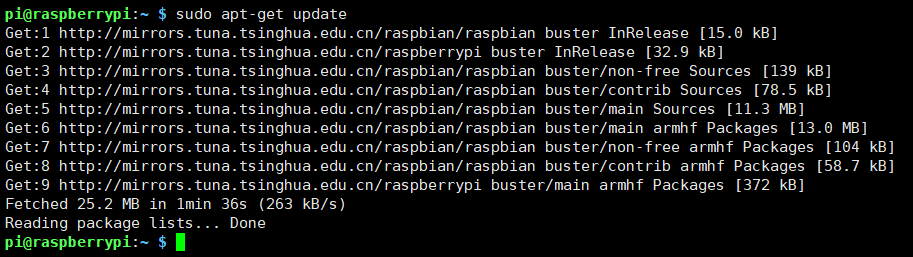 pi@raspberrypi:~ $ sudo apt-get update
Get:1 http://mirrors.tuna.tsinghua.edu.cn/raspbian/raspbian buster InRelease [15.0 kB]
Get:2 http://mirrors.tuna.tsinghua.edu.cn/raspberrypi buster InRelease [32.9 kB]
Get:3 http://mirrors.tuna.tsinghua.edu.cn/raspbian/raspbian buster/non-free Sources [139 kB]
Get:4 http://mirrors.tuna.tsinghua.edu.cn/raspbian/raspbian buster/contrib Sources [78.5 kB]
Get:5 http://mirrors.tuna.tsinghua.edu.cn/raspbian/raspbian buster/main Sources [11.3 MB]
Get:6 http://mirrors.tuna.tsinghua.edu.cn/raspbian/raspbian buster/main armhf Packages [13.0 MB]
Get:7 http://mirrors.tuna.tsinghua.edu.cn/raspbian/raspbian buster/non-free armhf Packages [104 kB]
Get:8 http://mirrors.tuna.tsinghua.edu.cn/raspbian/raspbian buster/contrib armhf Packages [58.7 kB]
Get:9 http://mirrors.tuna.tsinghua.edu.cn/raspberrypi buster/main armhf Packages [372 kB]
Fetched 25.2 MB in 1min 36s (263 kB/s)
Reading package lists... Done
pi@raspberrypi:~ $